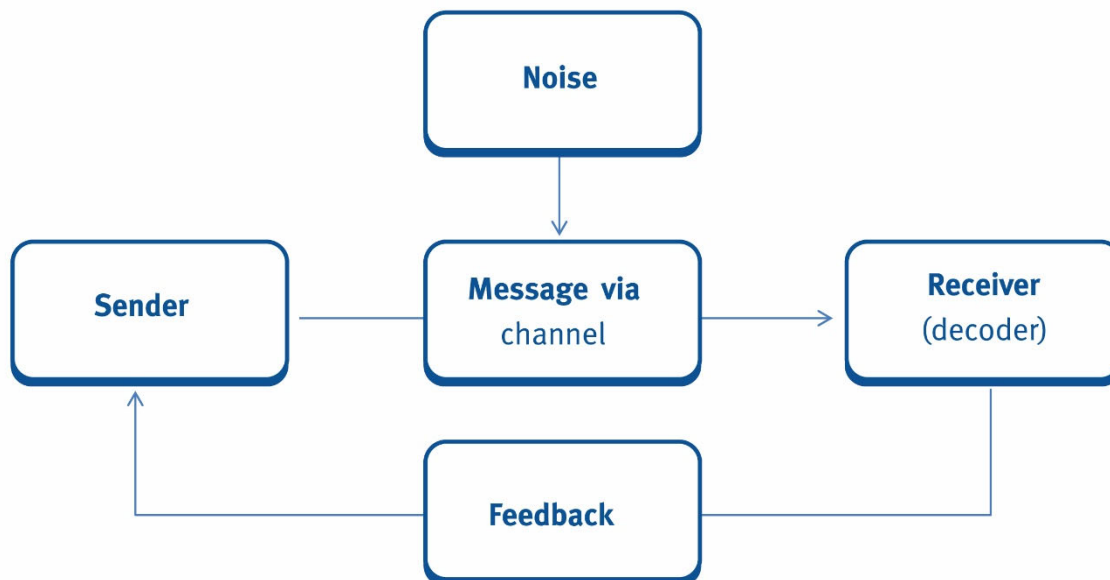 Noise
Sender
Message via
channel
Receiver
(decoder)
Feedback